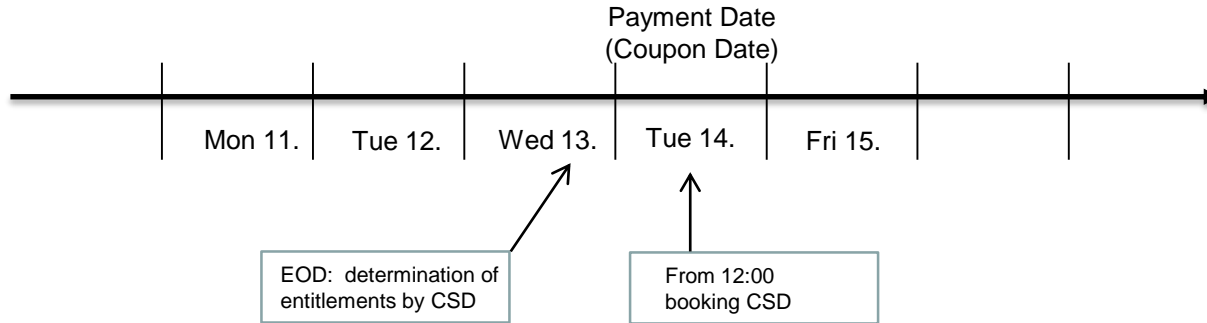 Payment Date
(Coupon Date)
Mon 11.
Tue 12.
Wed 13.
Tue 14.
Fri 15.
EOD: determination of
entitlements by CSD
From 12:00
booking CSD